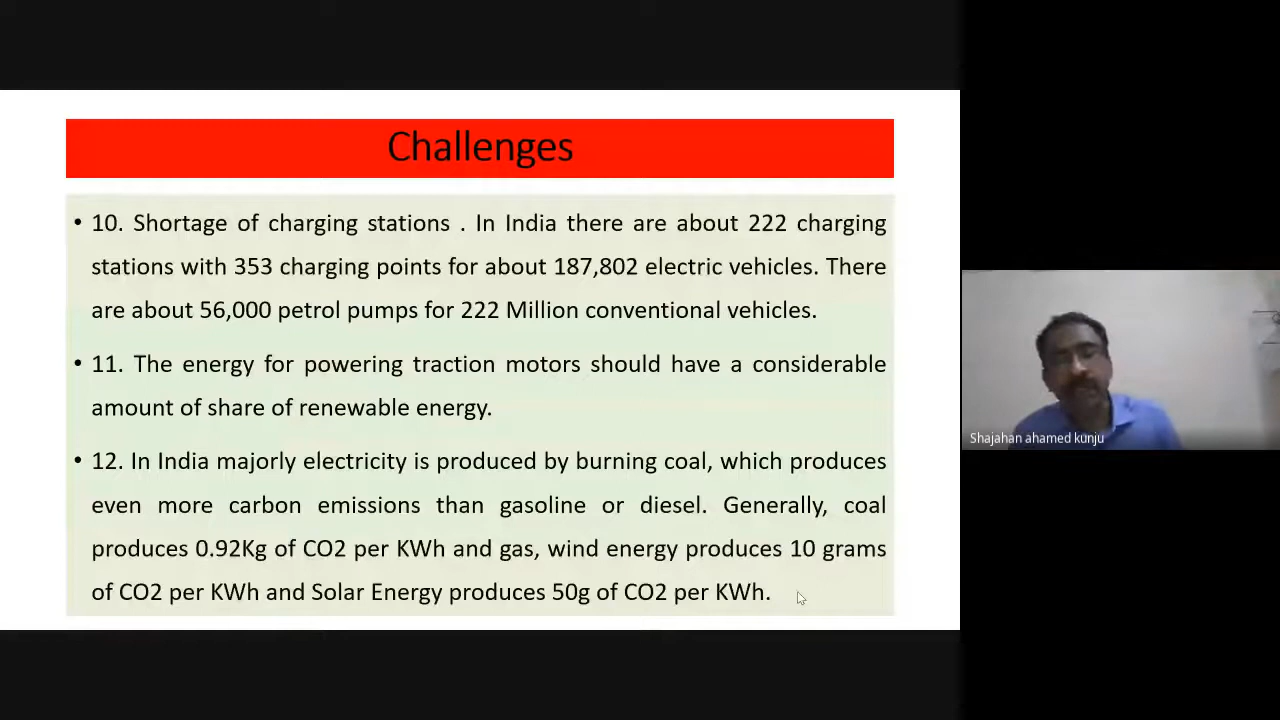 Challenges
• 10. Shortage of charging stations . In India there are about 222 charging
stations with 353 charging points for about 187,802 electric vehicles. There
are about 56,000 petrol pumps for 222 Million conventional vehicles.
• 11. The energy for powering traction motors should have a considerable
amount of share of renewable energy.
• 12. In India majorly electricity is produced by burning coal, which produces
even more carbon emissions than gasoline or diesel. Generally, coal
produces 0.92Kg of CO2 per KWh and gas, wind energy produces 10 grams
of CO2 per KWh and Solar Energy produces 50g of CO2 per KWh.
Shajahan ahamed kunju